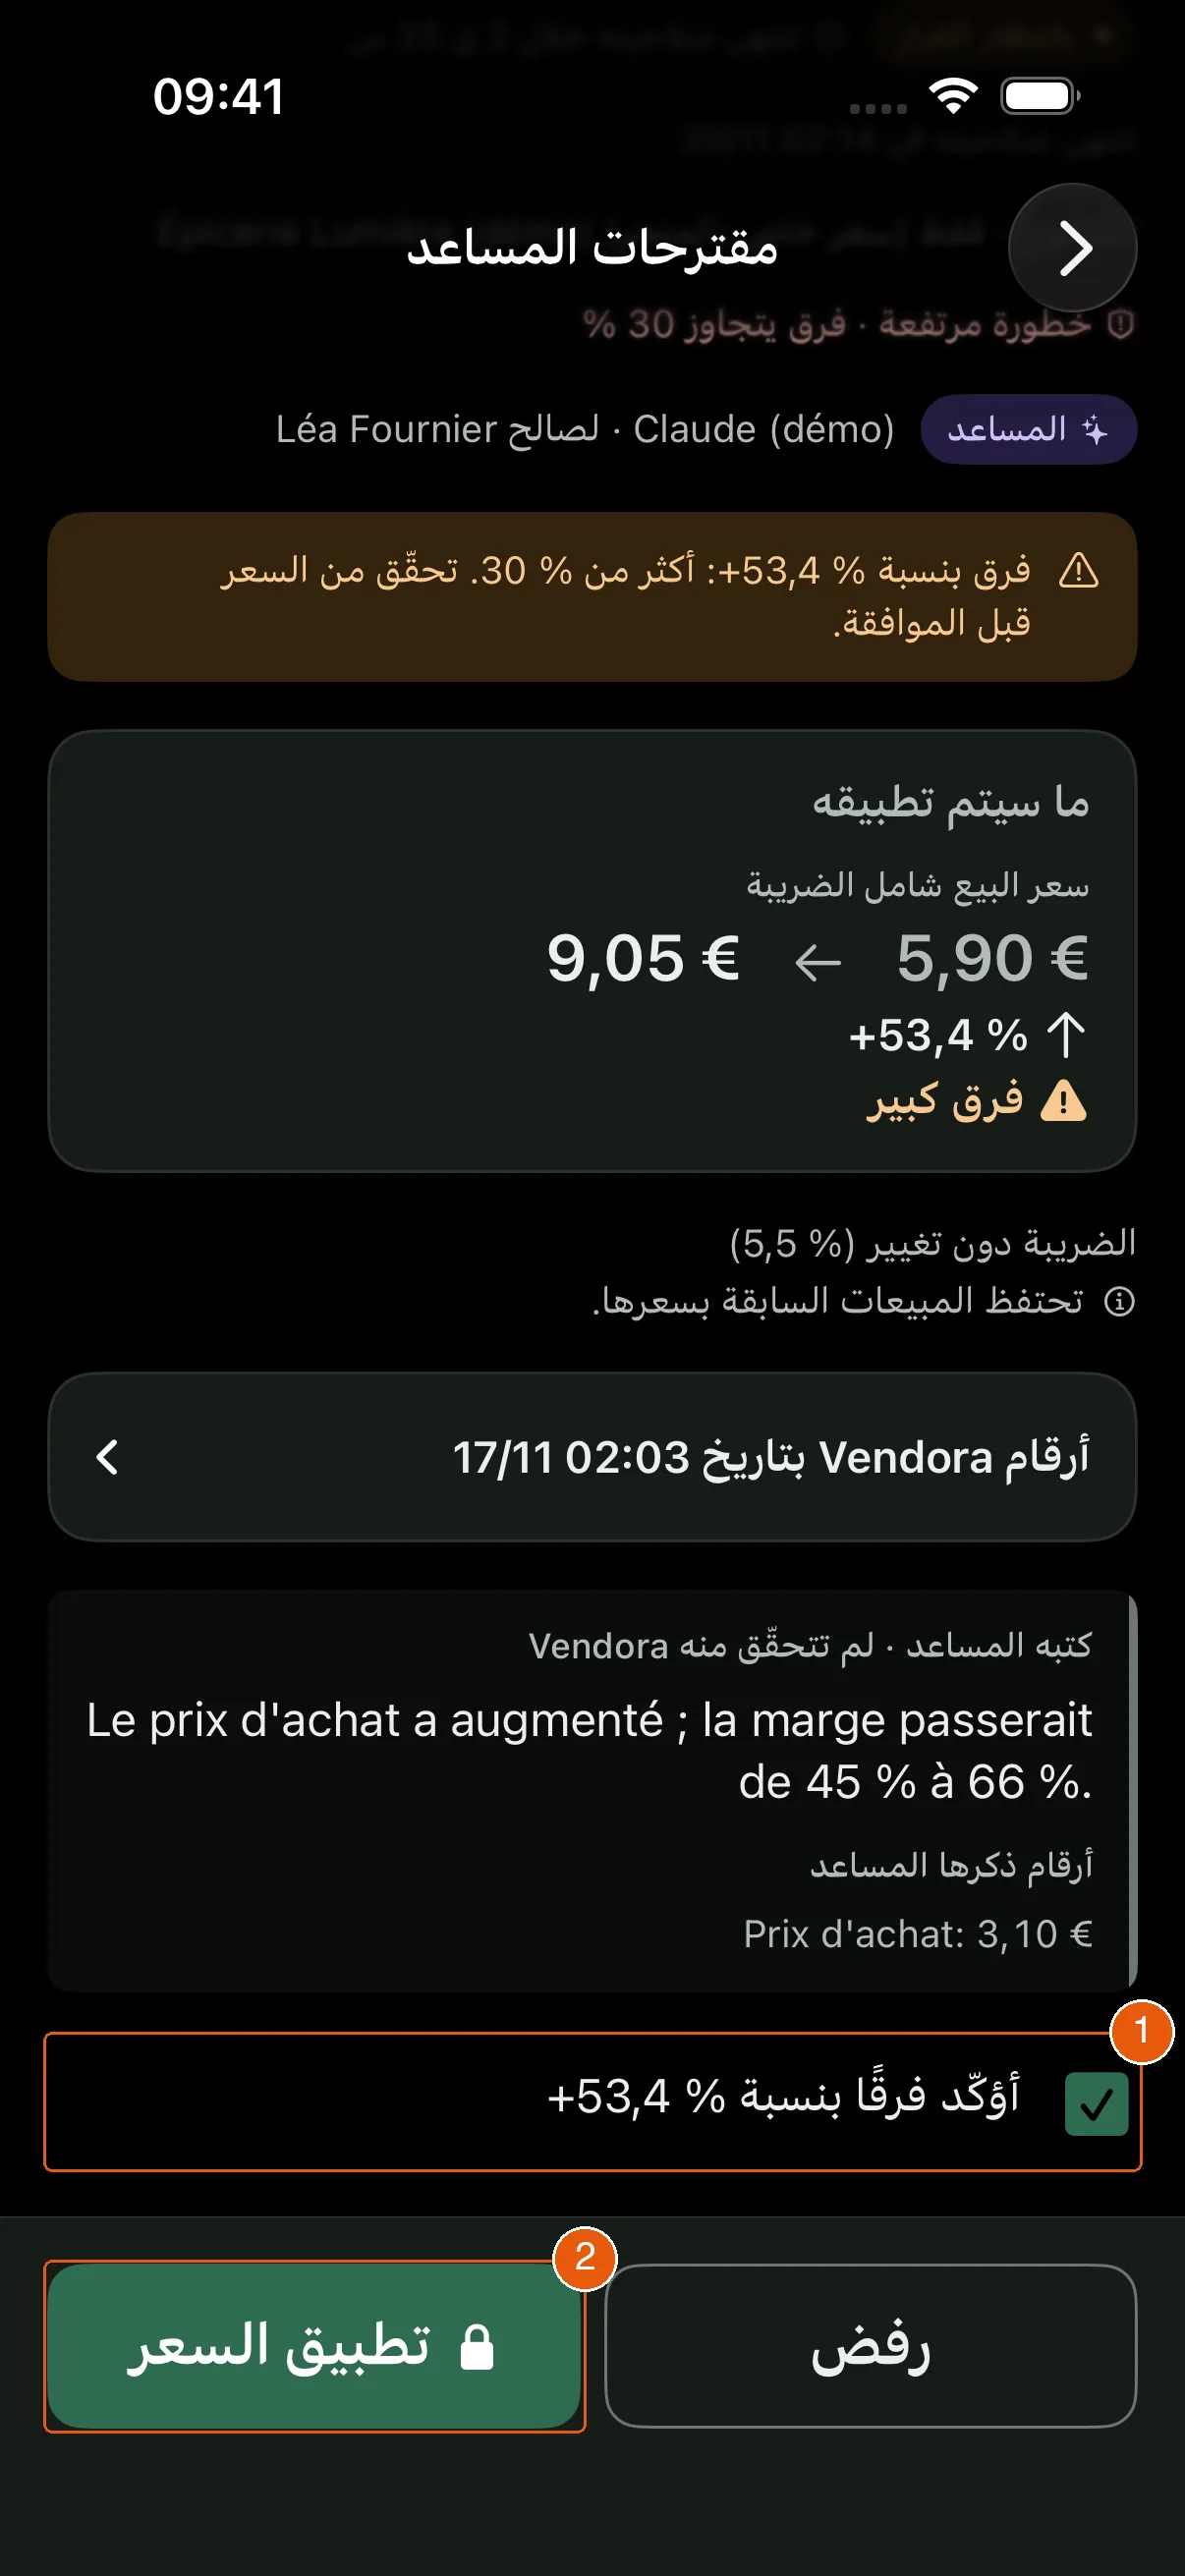 09:41
مقترحات المساعد
خطورة مرتفعة · فرق يتجاوز 30 %
المساعد
Claude (démo) · لصالح Léa Fournier
فرق بنسبة % 53,4+: أكثر من % 30. تحقّق من السعر
قبل الموافقة.
ما سيتم تطبيقه
سعر البيع شامل الضريبة
5,90 € ← 9,05 €
+53,4 %
فرق كبير
الضريبة دون تغيير (% 5,5)
تحتفظ المبيعات السابقة بسعرها.
أرقام Vendora بتاريخ 17/11 02:03
كتبه المساعد · لم تتحقّق منه Vendora
Le prix d'achat a augmenté ; la marge passerait
de 45 % à 66 %.
أرقام ذكرها المساعد
Prix d'achat: 3,10 €
1
أؤكّد فرقًا بنسبة % 53,4+
2
رفض
تطبيق السعر